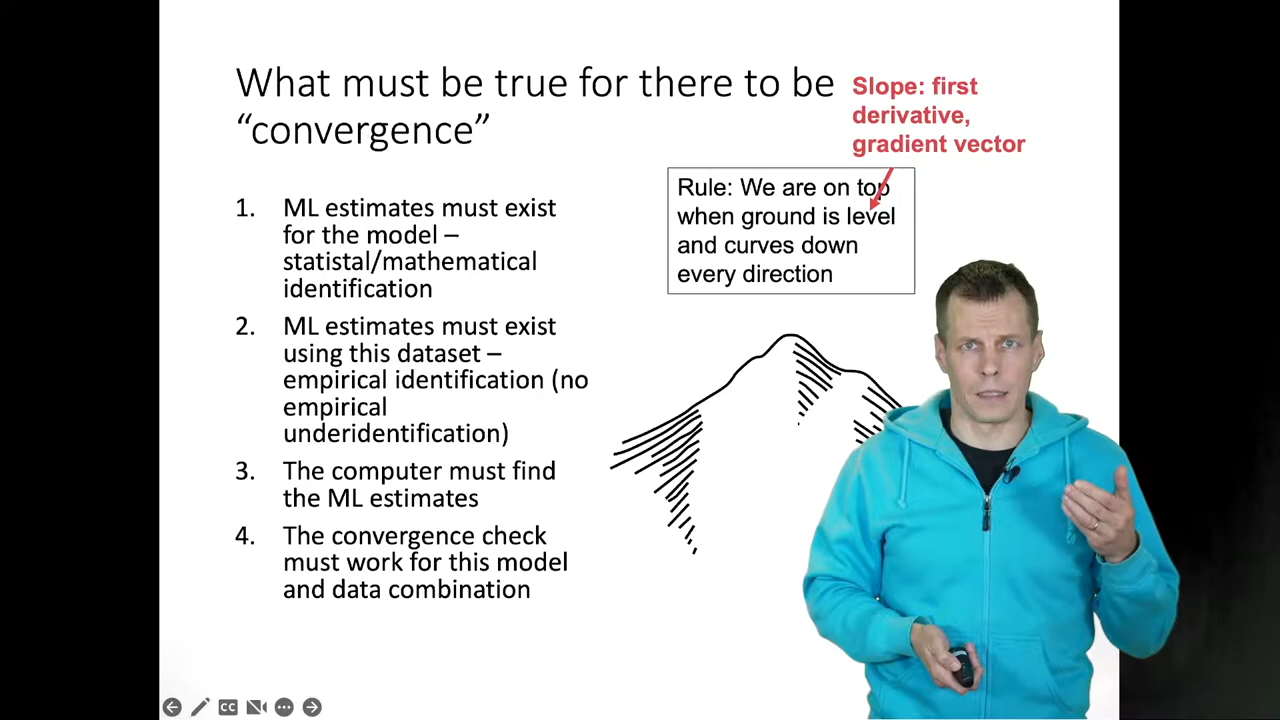 What must be true for there to be
“convergence”
Slope: first
derivative,
gradient vector
Rule: We are on top
when ground is level
and curves down
every direction
1. ML estimates must exist
for the model –
statistal/mathematical
identification
2. ML estimates must exist
using this dataset –
empirical identification (no
empirical
underidentification)
3. The computer must find
the ML estimates
4. The convergence check
must work for this model
and data combination
CC